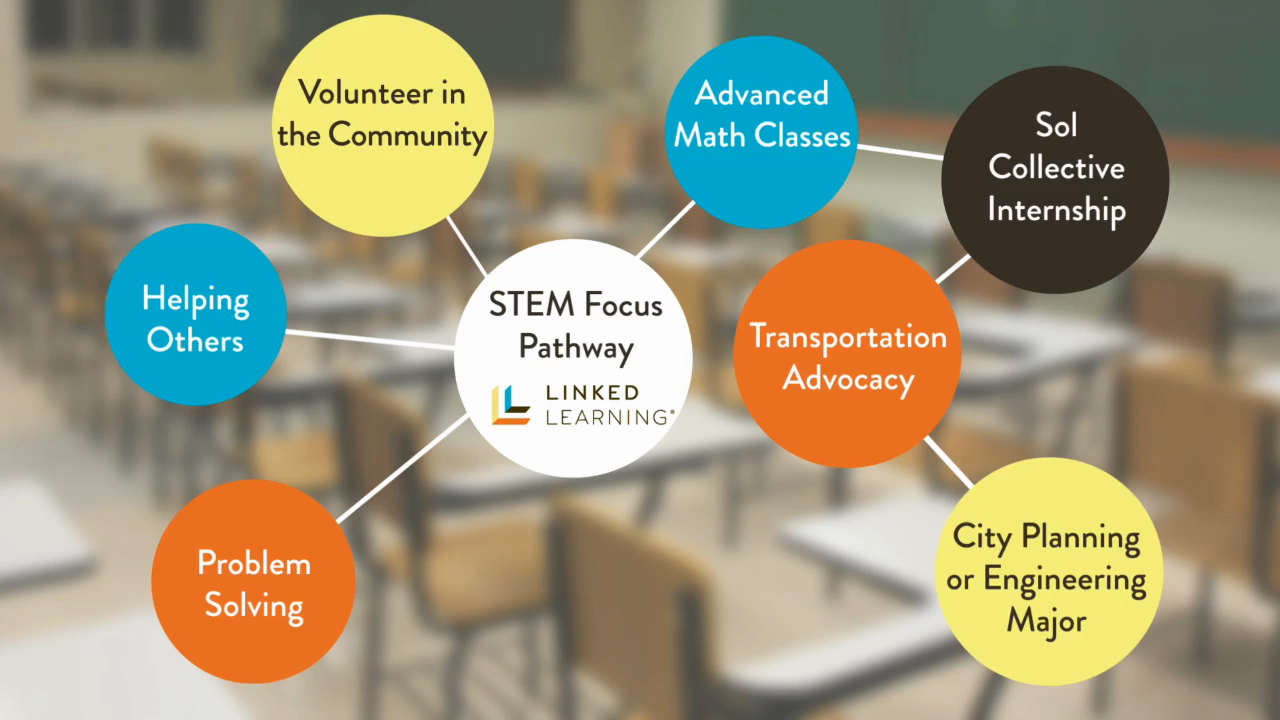 Volunteer in
the Community
Advanced
Math Classes
Sol
Collective
Internship
Helping
Others
STEM Focus
Pathway
LINKED
LEARNING®
Transportation
Advocacy
Problem
Solving
City Planning
or Engineering
Major